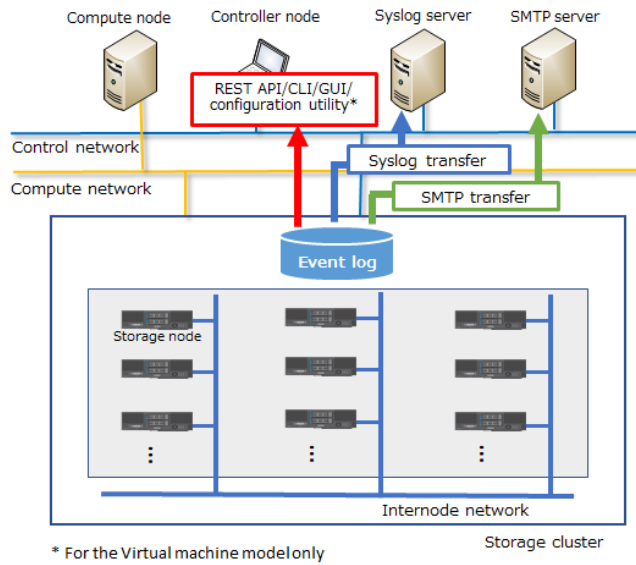 Compute node
Controller node
Syslog server
SMTP server
REST API/CLI/GUI/
configuration utility*
Control network
Syslog transfer
Compute network
SMTP transfer
Event log
Storage node
Internode network
Storage cluster
* For the Virtual machine model only